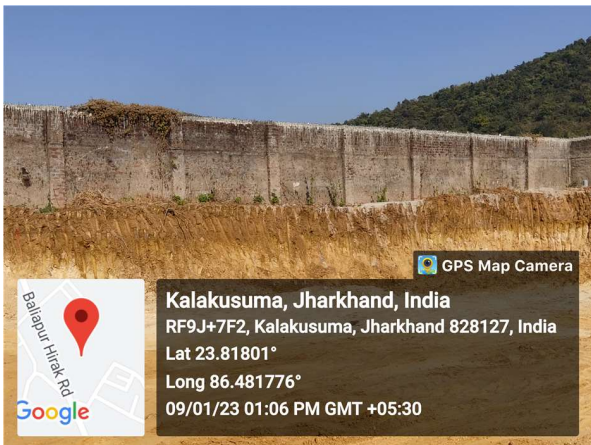 GPS Map Camera
Baliapur Hirak Rd
Google
Kalakusuma, Jharkhand, India
RF9J+7F2, Kalakusuma, Jharkhand 828127, India
Lat 23.81801°
Long 86.481776°
09/01/23 01:06 PM GMT +05:30